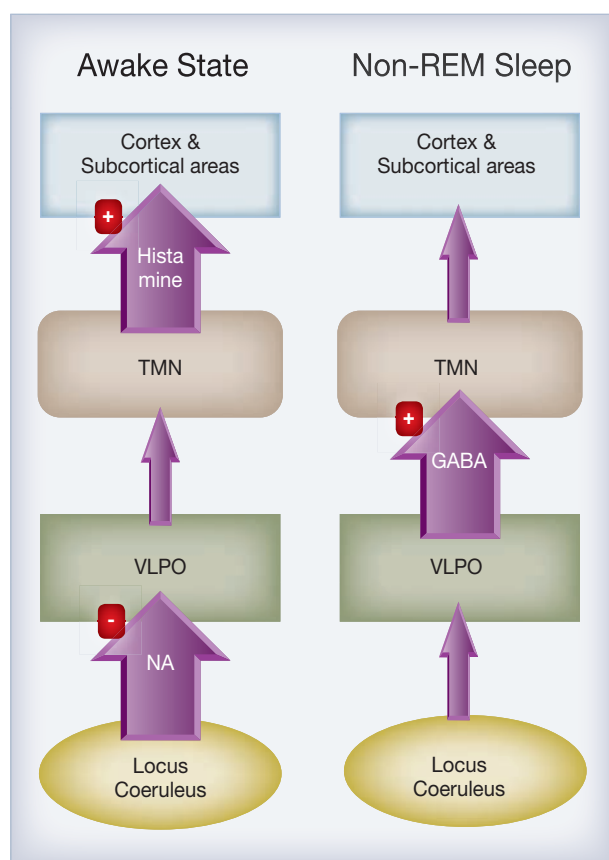 Awake State
Cortex &
Subcortical areas
+
Hista
mine
TMN
VLPO
-
NA
Locus
Coeruleus
Non-REM Sleep
Cortex &
Subcortical areas
TMN
+
GABA
VLPO
Locus
Coeruleus